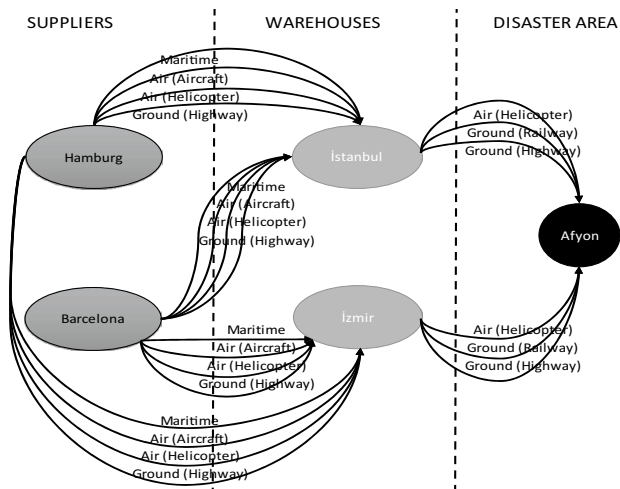 SUPPLIERS
WAREHOUSES
DISASTER AREA
Maritime
Air (Aircraft)
Air (Helicopter)
Ground (Highway)
Air (Helicopter)
Ground (Railway)
Ground (Highway)
Hamburg
İstanbul
Maritime
Air (Aircraft)
Air (Helicopter)
Ground (Highway)
Afyon
Barcelona
İzmir
Maritime
Air (Aircraft)
Air (Helicopter)
Ground (Highway)
Air (Helicopter)
Ground (Railway)
Ground (Highway)
Maritime
Air (Aircraft)
Air (Helicopter)
Ground (Highway)